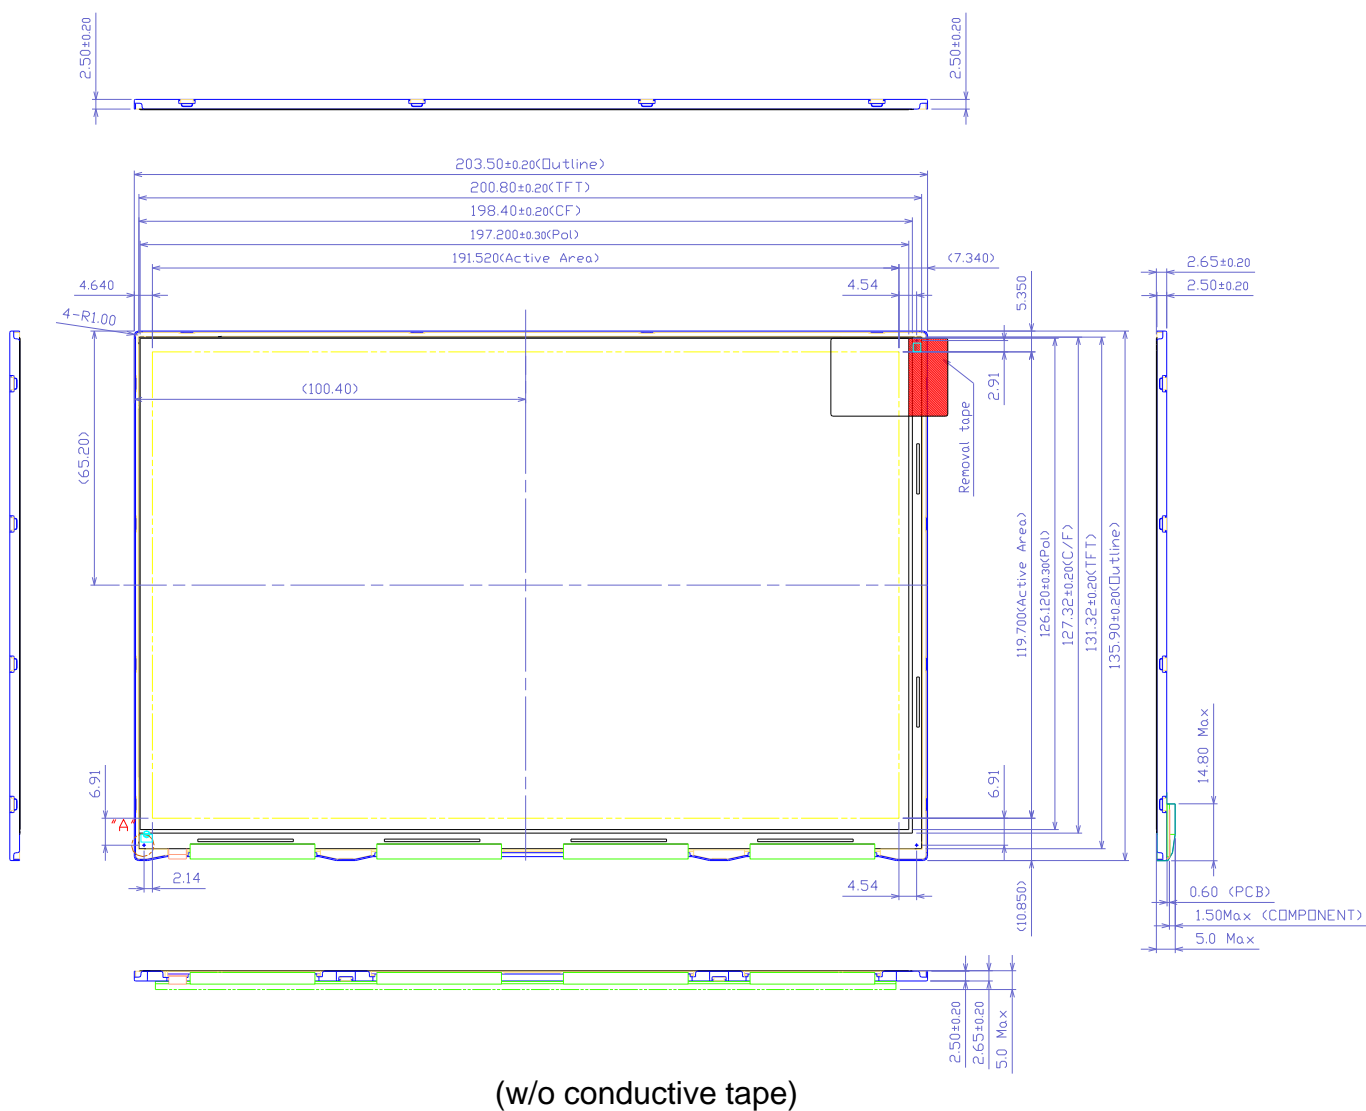 2.50±0.20
2.50±0.20
203.50±0.20(Outline)
200.80±0.20(TFT)
198.40±0.20(CF)
197.200±0.30(Pol)
191.520(Active Area)
(7.340)
4.640
4.54
5.350
2.65±0.20
2.50±0.20
4-R1.00
(100.40)
2.91
(65.20)
Removal tape
119.700(Active Area)
126.120±0.30(Pol)
127.32±0.20(C/F)
131.32±0.20(TFT)
135.90±0.20(Outline)
14.80 Max
6.91
6.91
"A"
2.14
4.54
(10.850)
0.60 (PCB)
1.50Max (COMPONENT)
5.0 Max
2.50±0.20
2.65±0.20
5.0 Max
(w/o conductive tape)